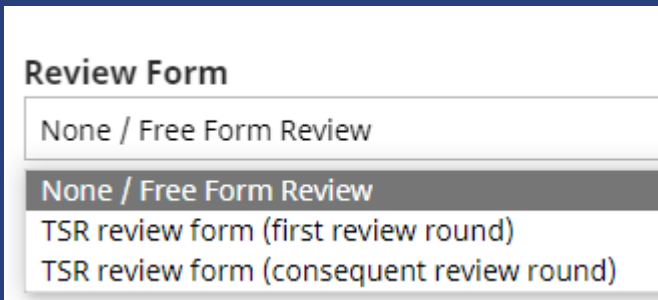 Review Form
None / Free Form Review
None / Free Form Review
TSR review form (first review round)
TSR review form (consequent review round)